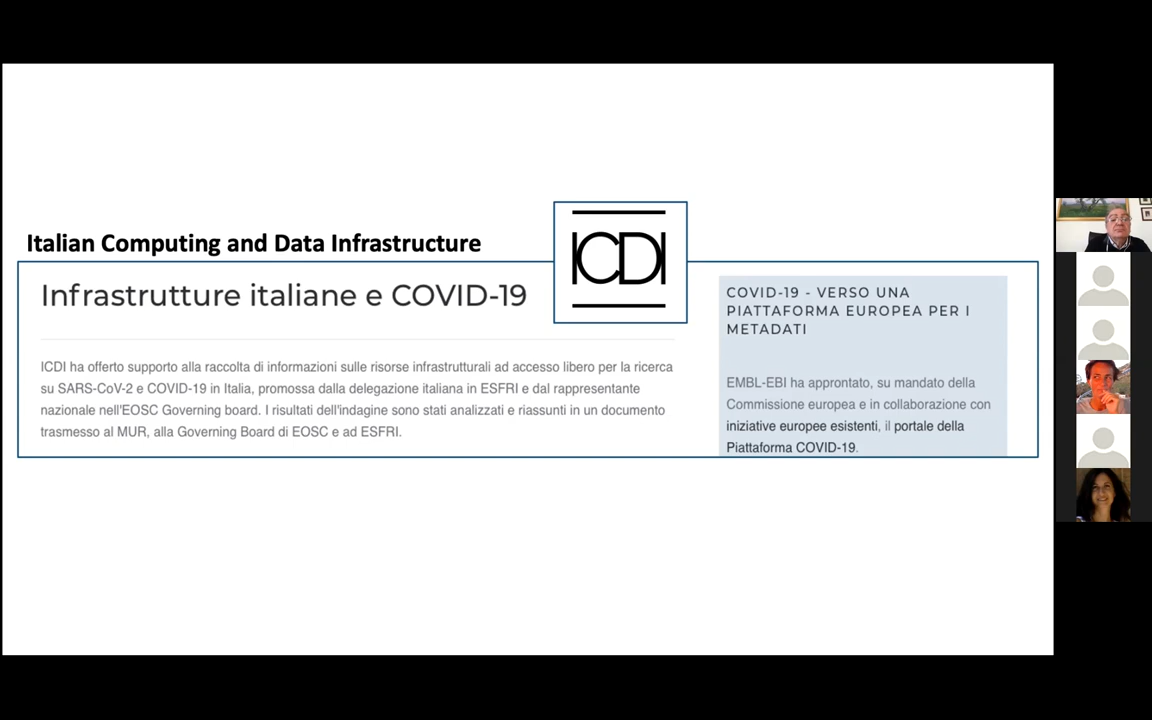 Italian Computing and Data Infrastructure
ICDI
Infrastrutture italiane e COVID-19
ICDI ha offerto supporto alla raccolta di informazioni sulle risorse infrastrutturali ad accesso libero per la ricerca
su SARS-CoV-2 e COVID-19 in Italia, promossa dalla delegazione italiana in ESFRI e dal rappresentante
nazionale nell'EOSC Governing board. I risultati dell'indagine sono stati analizzati e riassunti in un documento
trasmesso al MUR, alla Governing Board di EOSC e ad ESFRI.
COVID-19 - VERSO UNA
PIATTAFORMA EUROPEA PER I
METADATI
EMBL-EBI ha approntato, su mandato della
Commissione europea e in collaborazione con
iniziative europee esistenti, il portale della
Piattaforma COVID-19.